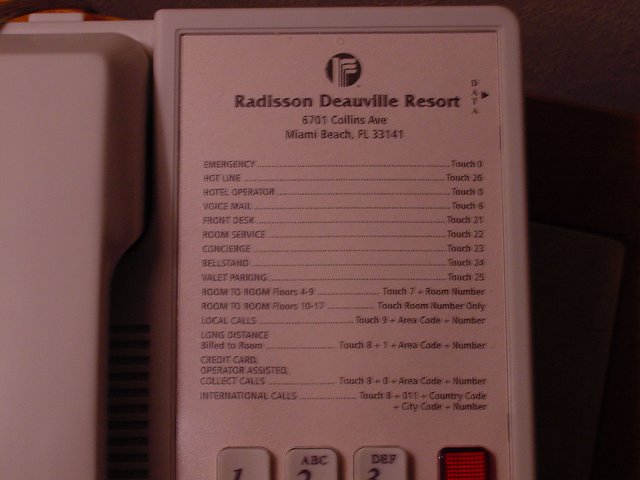 Radisson Deauville Resort
DATA
6701 Collins Ave
Miami Beach, FL 33141
EMERGENCY Touch 0
HOT LINE Touch 26
HOTEL OPERATOR Touch 0
VOICE MAIL Touch 6
FRONT DESK Touch 21
ROOM SERVICE Touch 22
CONCIERGE Touch 23
BELLSTAND Touch 24
VALET PARKING Touch 25
ROOM TO ROOM Floors 4-9 Touch 7 + Room Number
ROOM TO ROOM Floors 10-17 Touch Room Number Only
LOCAL CALLS Touch 9 + Area Code + Number
LONG DISTANCE
Billed to Room Touch 8 + 1 + Area Code + Number
CREDIT CARD,
OPERATOR ASSISTED,
COLLECT CALLS Touch 8 + 0 + Area Code + Number
INTERNATIONAL CALLS Touch 8 + 011 + Country Code
+ City Code + Number
ABC DEF
1 2 3